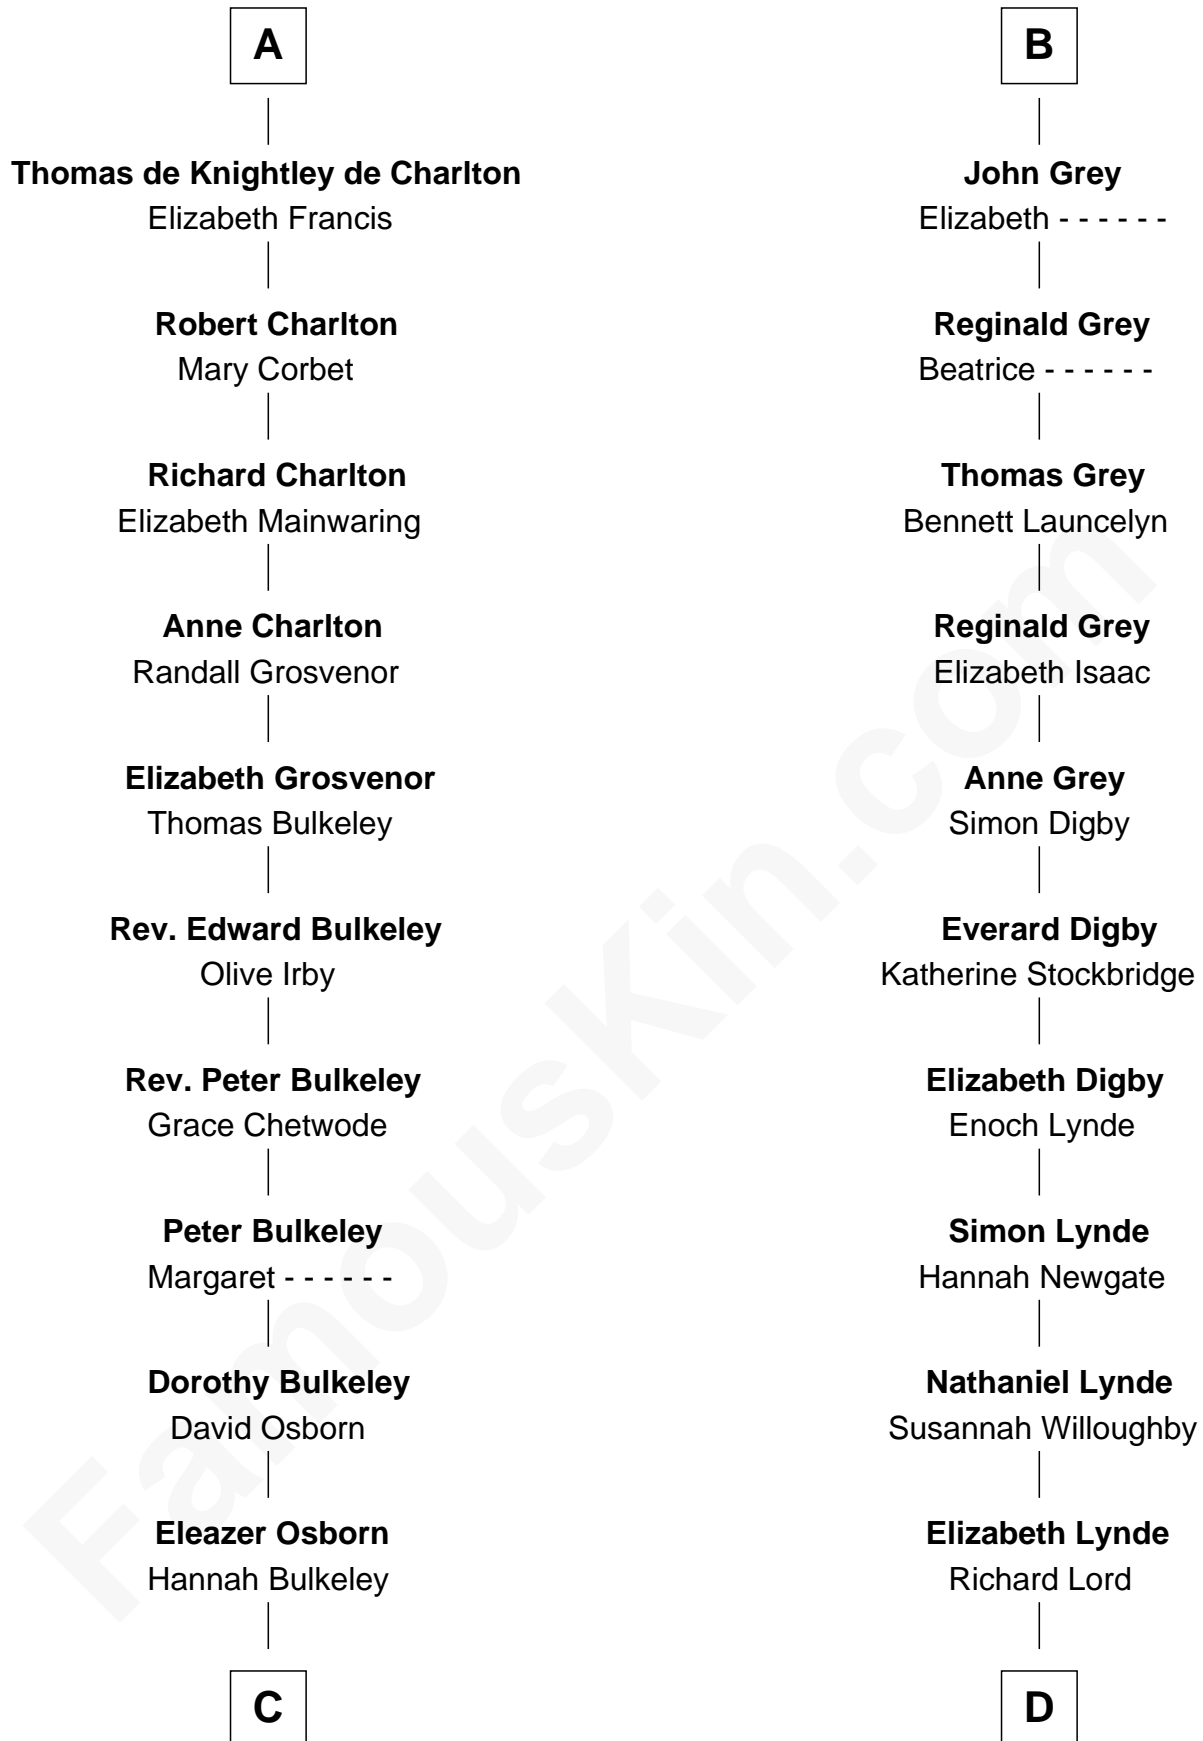 A
Thomas de Knightley de Charlton
Elizabeth Francis
Robert Charlton
Mary Corbet
Richard Charlton
Elizabeth Mainwaring
Anne Charlton
Randall Grosvenor
Elizabeth Grosvenor
Thomas Bulkeley
Rev. Edward Bulkeley
Olive Irby
Rev. Peter Bulkeley
Grace Chetwode
Peter Bulkeley
Margaret - - - - - -
Dorothy Bulkeley
David Osborn
Eleazer Osborn
Hannah Bulkeley
C
B
John Grey
Elizabeth - - - - - -
Reginald Grey
Beatrice - - - - - -
Thomas Grey
Bennett Launcelyn
Reginald Grey
Elizabeth Isaac
Anne Grey
Simon Digby
Everard Digby
Katherine Stockbridge
Elizabeth Digby
Enoch Lynde
Simon Lynde
Hannah Newgate
Nathaniel Lynde
Susannah Willoughby
Elizabeth Lynde
Richard Lord
D
FamousKin.com